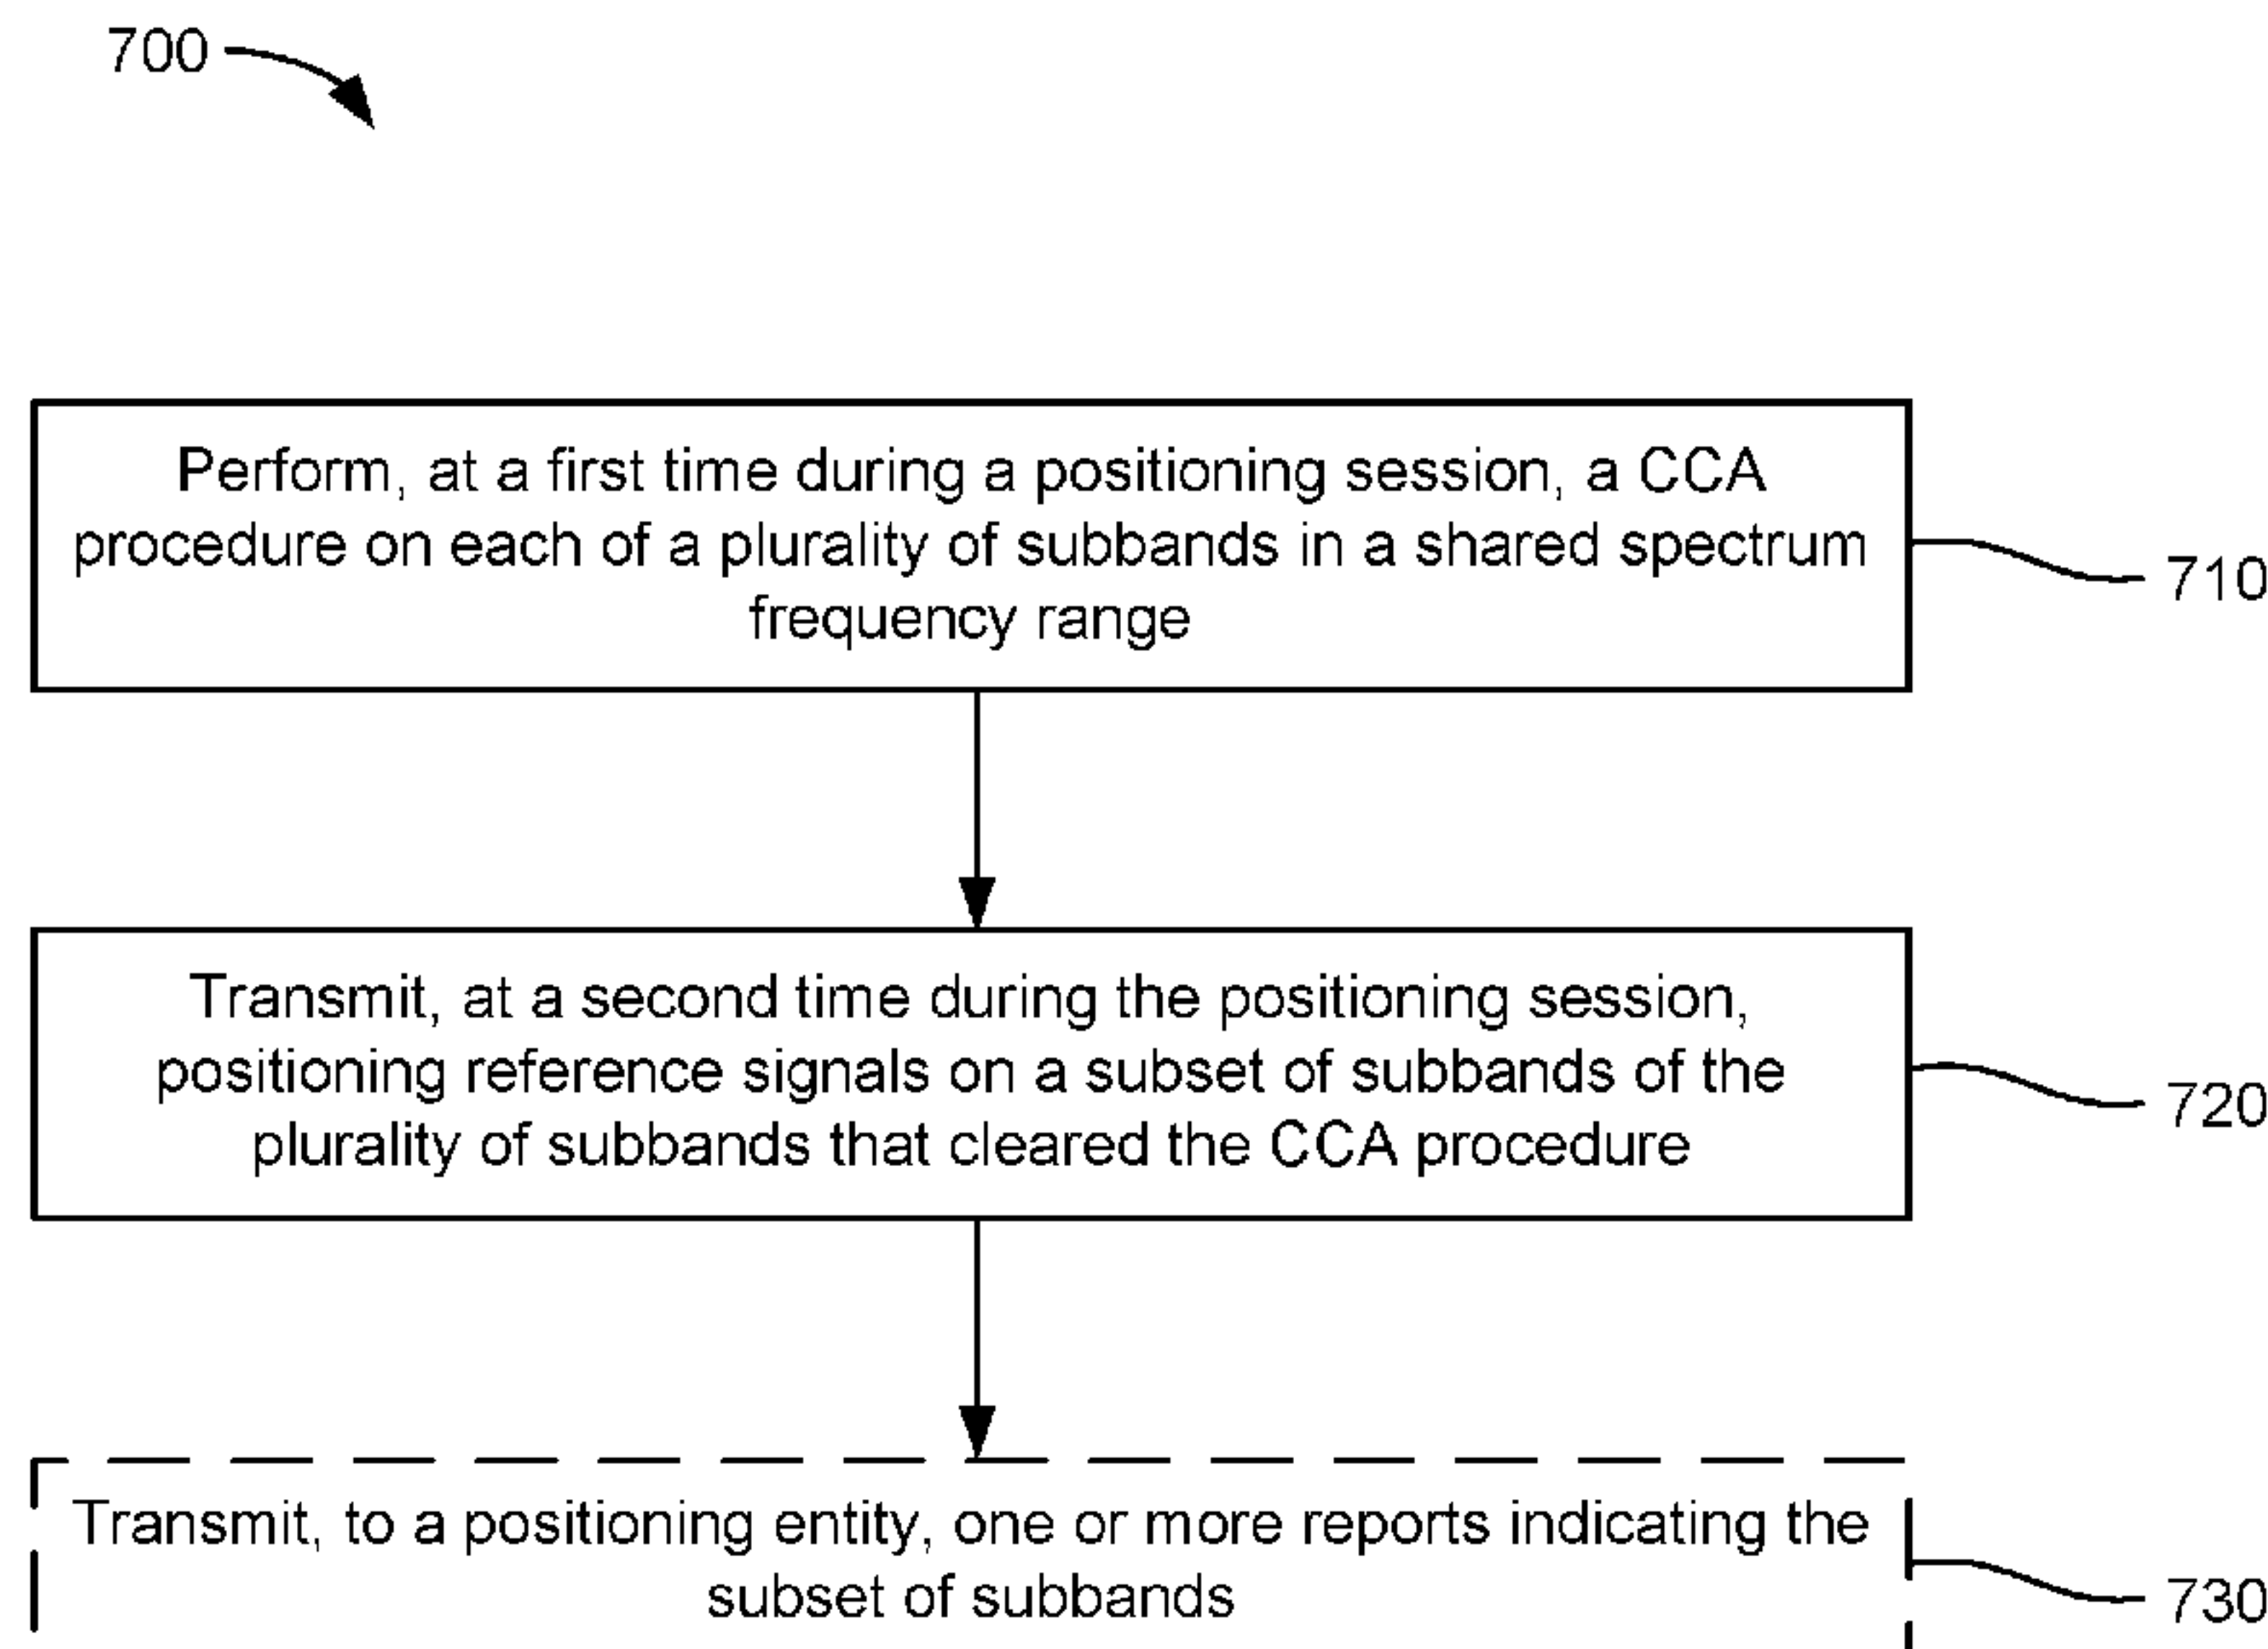 700
Perform, at a first time during a positioning session, a CCA
procedure on each of a plurality of subbands in a shared spectrum
frequency range
710
Transmit, at a second time during the positioning session,
positioning reference signals on a subset of subbands of the
plurality of subbands that cleared the CCA procedure
720
Transmit, to a positioning entity, one or more reports indicating the
subset of subbands
730